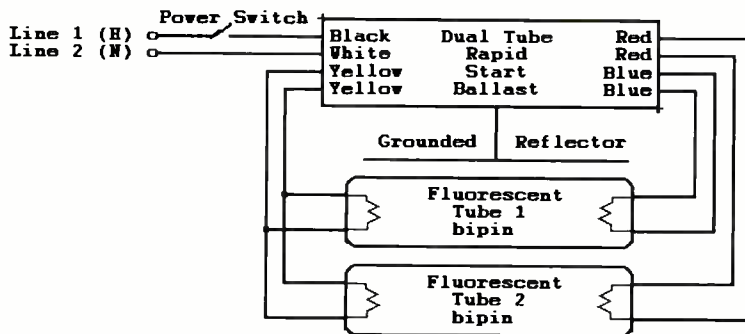 Power Switch
Line 1 (H) Black Dual Tube Red
Line 2 (N) White Rapid Red
Yellow Start Blue
Yellow Ballast Blue
Grounded Reflector
Fluorescent
Tube 1
bipin
Fluorescent
Tube 2
bipin